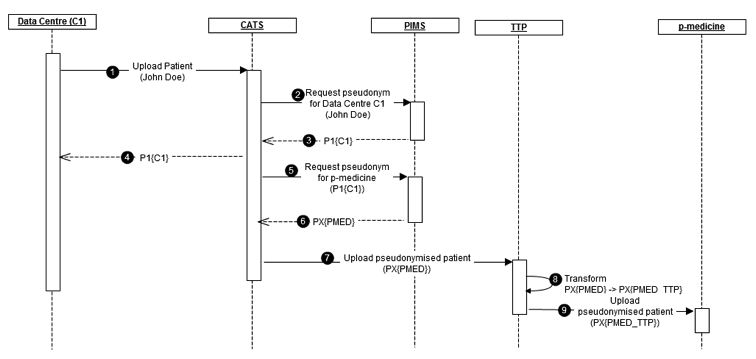 Data Centre (C1)
CATS
PIMS
TTP
p-medicine
1
Upload Patient
(John Doe)
2
Request pseudonym
for Data Centre C1
(John Doe)
3
P1{C1}
4
P1{C1}
5
Request pseudonym
for p-medicine
(P1{C1})
6
PX{PMED}
7
Upload pseudonymised patient
(PX{PMED})
8
Transform
PX{PMED} -> PX{PMED_TTP}
9
Upload
pseudonymised patient
(PX{PMED_TTP})